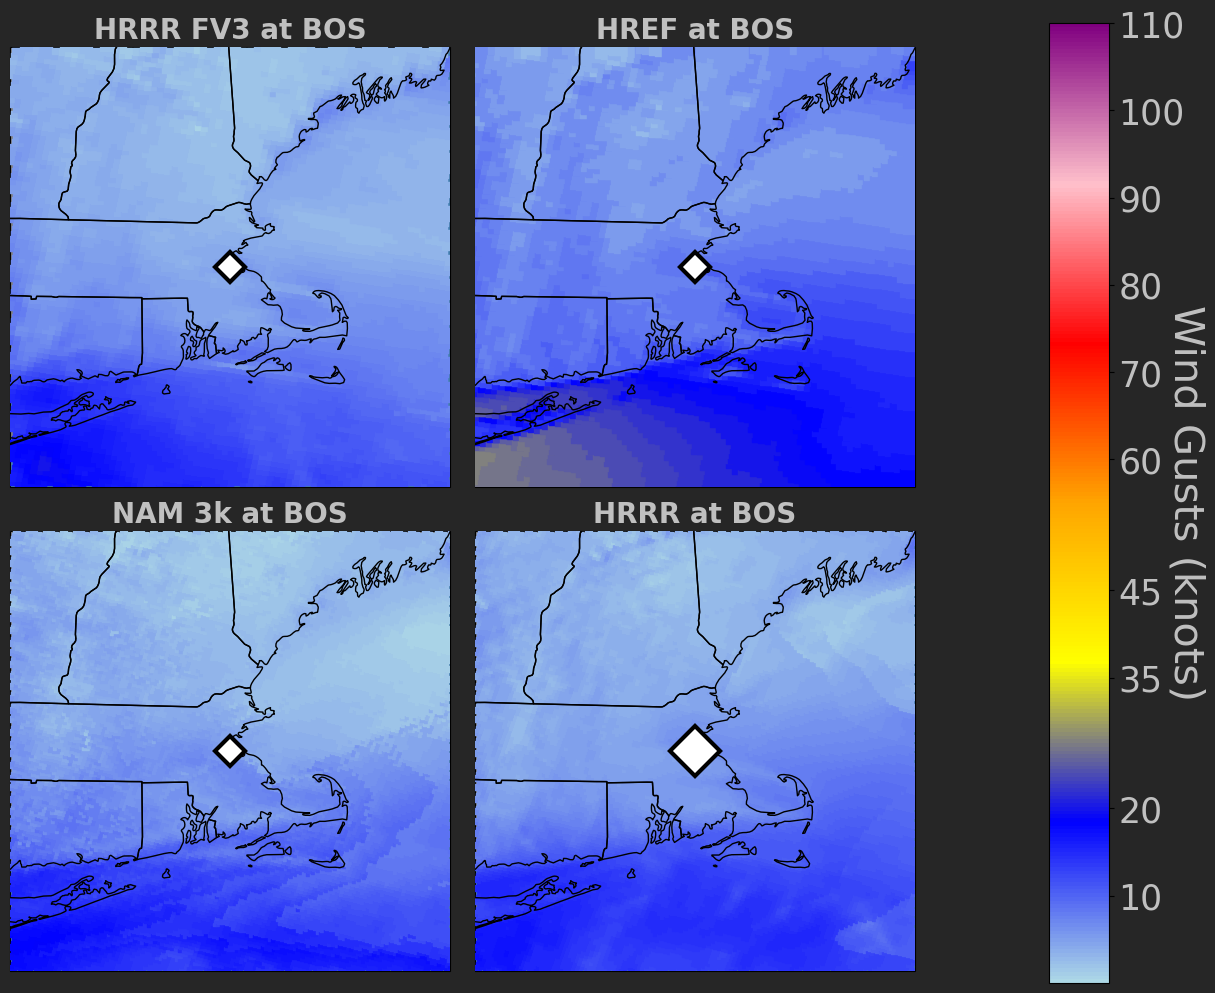 HRRR FV3 at BOS
HREF at BOS
NAM 3k at BOS
HRRR at BOS
110
100
90
80
70
60
45
35
20
10
Wind Gusts (knots)